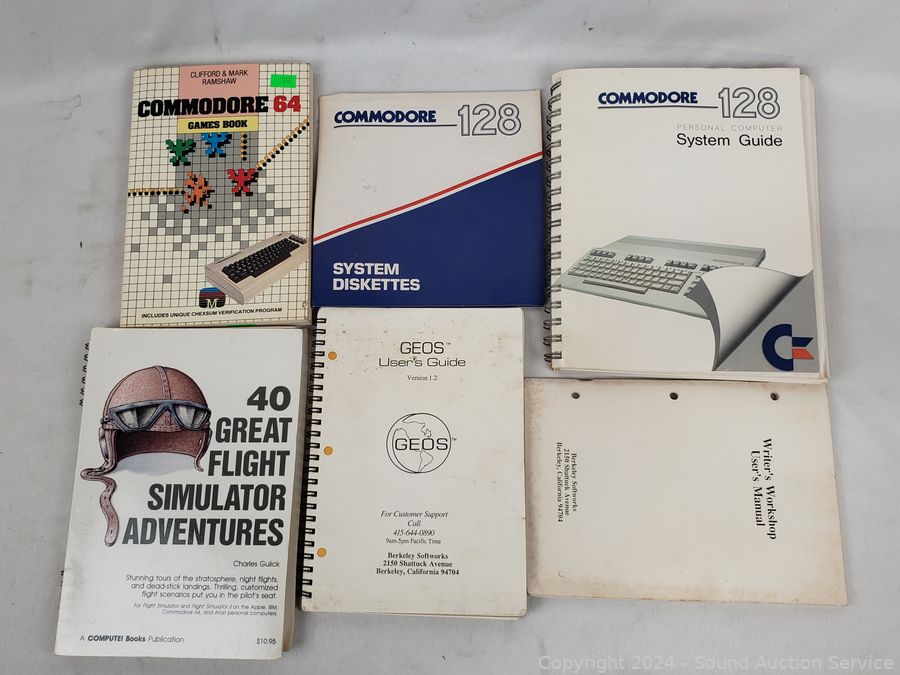 CLIFFORD & MARK
RAMSHAW
COMMODORE 64
GAMES BOOK
M
INCLUDES UNIQUE CHEXSUM VERIFICATION PROGRAM
COMMODORE 128
SYSTEM
DISKETTES
COMMODORE 128
PERSONAL COMPUTER
System Guide
40
GREAT
FLIGHT
SIMULATOR
ADVENTURES
Charles Gulick
Stunning tours of the stratosphere, night flights,
and dead-stick landings. Thrilling, customized
flight scenarios put you in the pilot's seat.
For Flight Simulator and Flight Simulator II on the Apple, IBM,
Commodore 64, and Atari personal computers.
A COMPUTE! Books Publication
$10.95
GEOS™
User's Guide
Version 1.2
GEOS™
For Customer Support
Call
415-644-0890
9am-5pm Pacific Time
Berkeley Softworks
2150 Shattuck Avenue
Berkeley, California 94704
Writer's Workshop
User's Manual
Berkeley Softworks
2150 Shattuck Avenue
Berkeley, California 94704
Copyright 2024 - Sound Auction Service